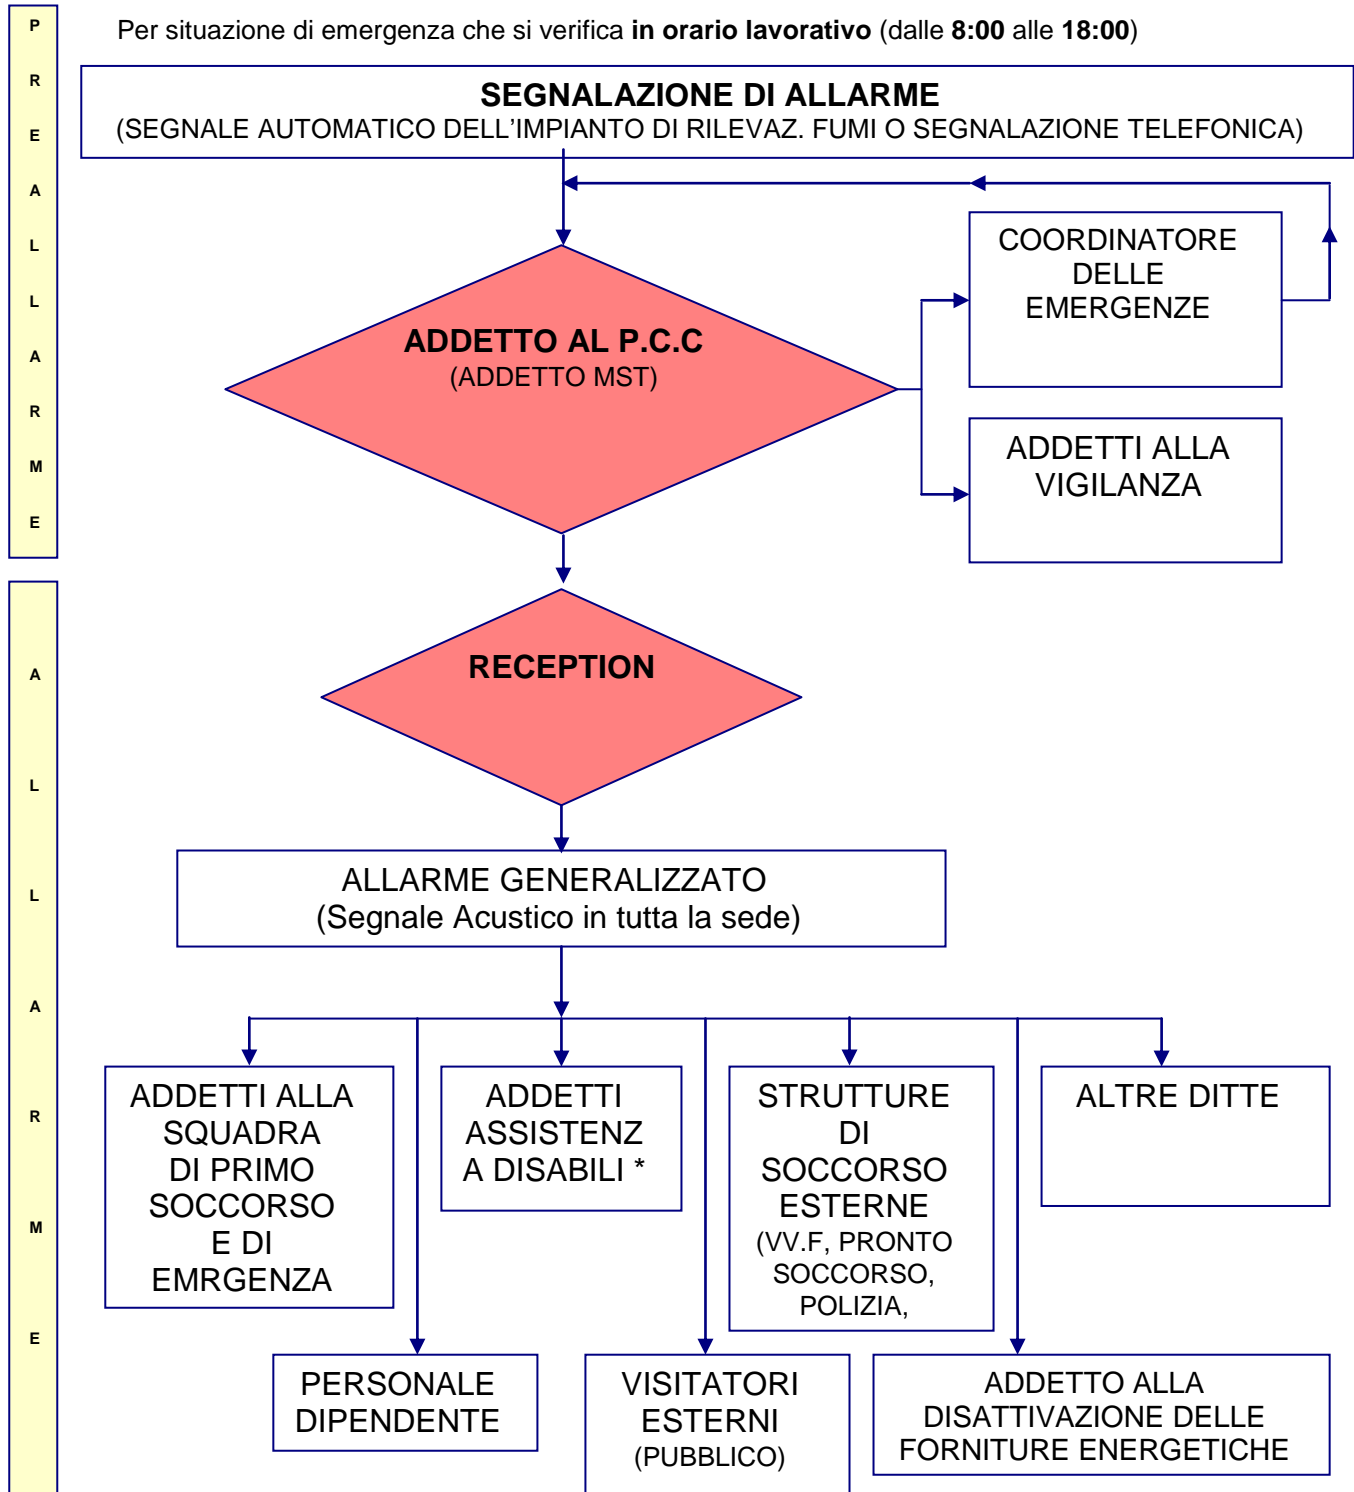 P
R
E
A
L
L
A
R
M
E
Per situazione di emergenza che si verifica in orario lavorativo (dalle 8:00 alle 18:00)
SEGNALAZIONE DI ALLARME
(SEGNALE AUTOMATICO DELL'IMPIANTO DI RILEVAZ. FUMI O SEGNALAZIONE TELEFONICA)
COORDINATORE
DELLE
EMERGENZE
ADDETTO AL P.C.C
(ADDETTO MST)
ADDETTI ALLA
VIGILANZA
A
L
L
A
R
M
E
RECEPTION
ALLARME GENERALIZZATO
(Segnale Acustico in tutta la sede)
ADDETTI ALLA
SQUADRA
DI PRIMO
SOCCORSO
E DI
EMRGENZA
ADDETTI
ASSISTENZ
A DISABILI *
STRUTTURE
DI
SOCCORSO
ESTERNE
(VV.F, PRONTO
SOCCORSO,
POLIZIA,
ALTRE DITTE
PERSONALE
DIPENDENTE
VISITATORI
ESTERNI
(PUBBLICO)
ADDETTO ALLA
DISATTIVAZIONE DELLE
FORNITURE ENERGETICHE